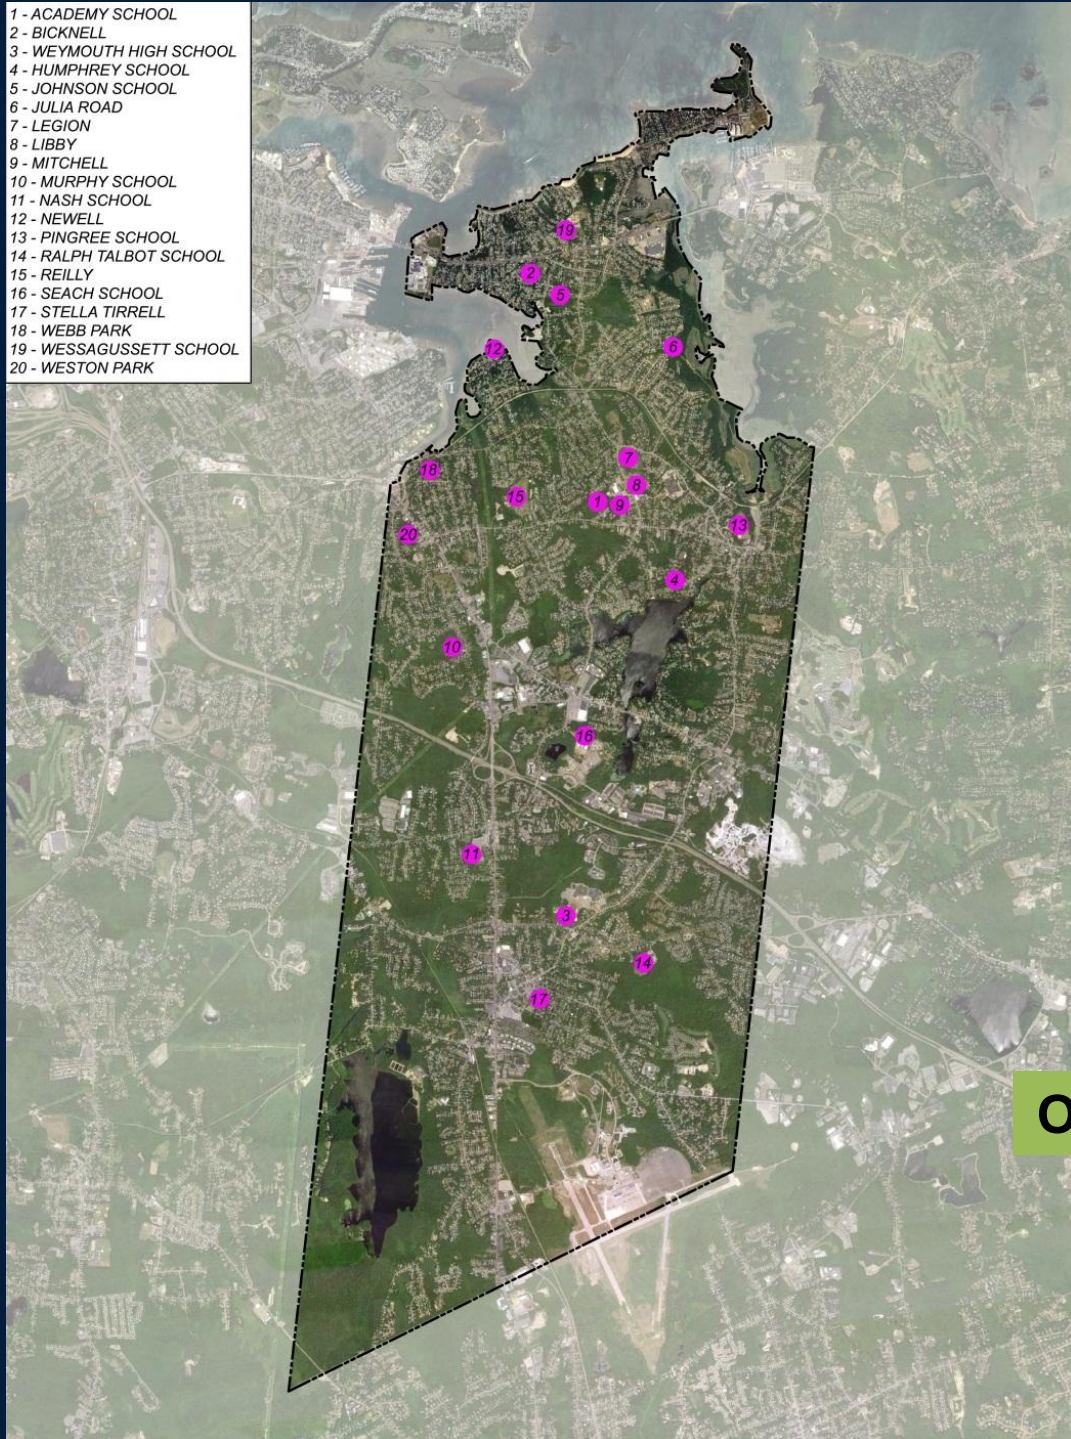 1 - ACADEMY SCHOOL
2 - BICKNELL
3 - WEYMOUTH HIGH SCHOOL
4 - HUMPHREY SCHOOL
5 - JOHNSON SCHOOL
6 - JULIA ROAD
7 - LEGION
8 - LIBBY
9 - MITCHELL
10 - MURPHY SCHOOL
11 - NASH SCHOOL
12 - NEWELL
13 - PINGREE SCHOOL
14 - RALPH TALBOT SCHOOL
15 - REILLY
16 - SEACH SCHOOL
17 - STELLA TIRRELL
18 - WEBB PARK
19 - WESSAGUSSETT SCHOOL
20 - WESTON PARK
19
2
5
12
6
7
18
8
15
1
9
13
20
4
10
16
11
3
14
17
O